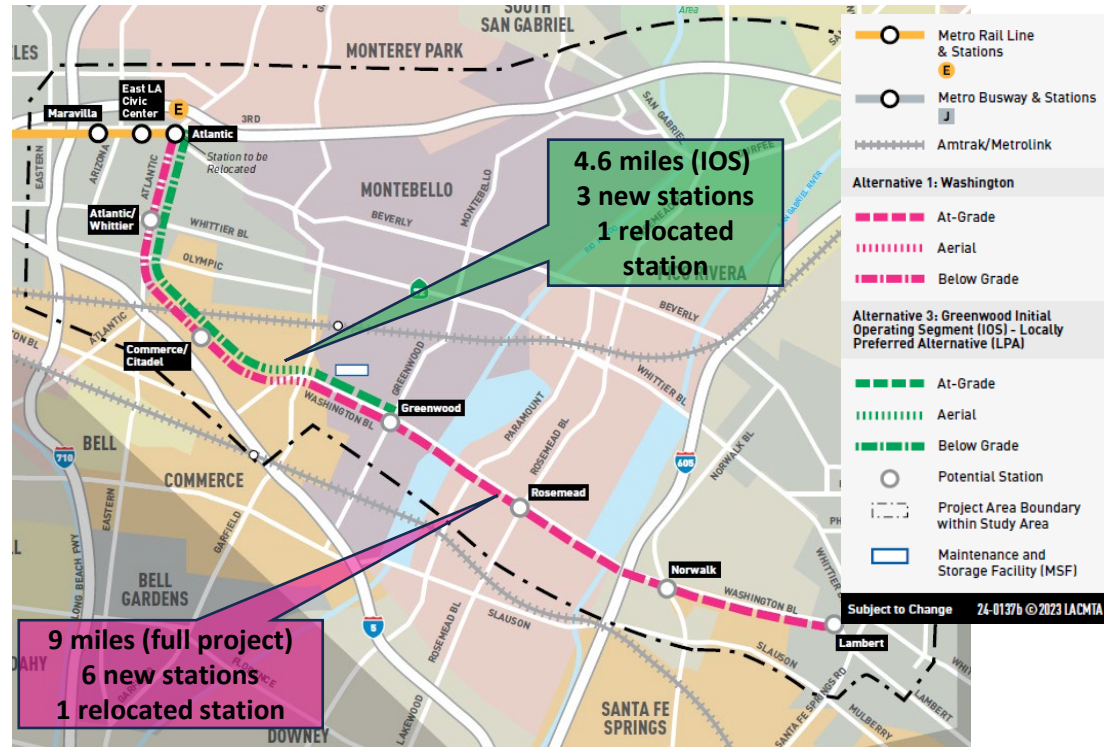 SOUTH
SAN GABRIEL
Area
MONTEREY PARK
East LA
Civic
Center
E
Maravilla
Atlantic
3RD
Station to be
Relocated
EASTERN
ARIZONA
ATLANTIC
SAN GABRIEL
MONTEBELLO
MONTEBELLO
BEVERLY
Atlantic/
Whittier
WHITTIER BL
OLYMPIC
4.6 miles (IOS)
3 new stations
1 relocated
station
SAN GABRIEL RIVER
PICO RIVERA
BEVERLY
WHITTIER BL
ATLANTIC
Commerce/
Citadel
GREENWOOD
Greenwood
WASHINGTON BL
PARAMOUNT
ROSEMEAD BL
NORWALK BL
605
BELL
710
COMMERCE
EASTERN
GARFIELD
Rosemead
Norwalk
WASHINGTON BL
Lambert
LONG BEACH FWY
BELL
GARDENS
SLAUSON
ROSEMEAD BL
5
9 miles (full project)
6 new stations
1 relocated station
FLORENCE
DOWNEY
LAKEWOOD
SLAUSON
SANTA FE
SPRINGS
SANTA FE SPRINGS RD
MULBERRY
LAMBERT
Metro Rail Line
& Stations
E
Metro Busway & Stations
J
Amtrak/Metrolink
Alternative 1: Washington
At-Grade
Aerial
Below Grade
Alternative 3: Greenwood Initial
Operating Segment (IOS) - Locally
Preferred Alternative (LPA)
At-Grade
Aerial
Below Grade
Potential Station
Project Area Boundary
within Study Area
Maintenance and
Storage Facility (MSF)
Subject to Change 24-0137b © 2023 LACMTA